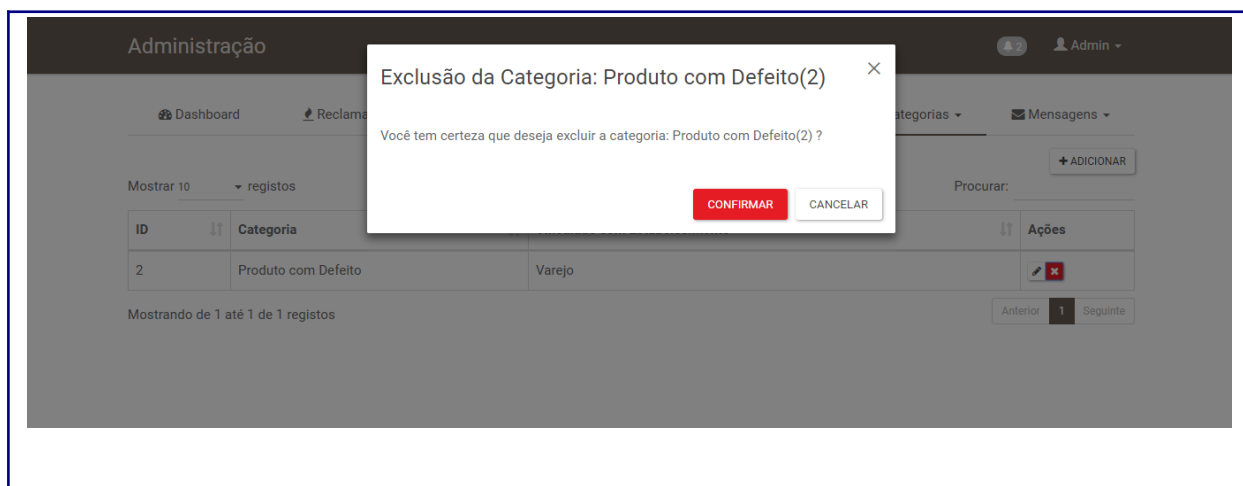 Administração
2 Admin
Exclusão da Categoria: Produto com Defeito(2)
Dashboard
Mensagens
Você tem certeza que deseja excluir a categoria: Produto com Defeito(2) ?
+ ADICIONAR
Mostrar 10 registos
Procurar:
CONFIRMAR CANCELAR
ID Categoria Ações
2 Produto com Defeito Varejo
Mostrando de 1 até 1 de 1 registos
Anterior 1 Seguinte